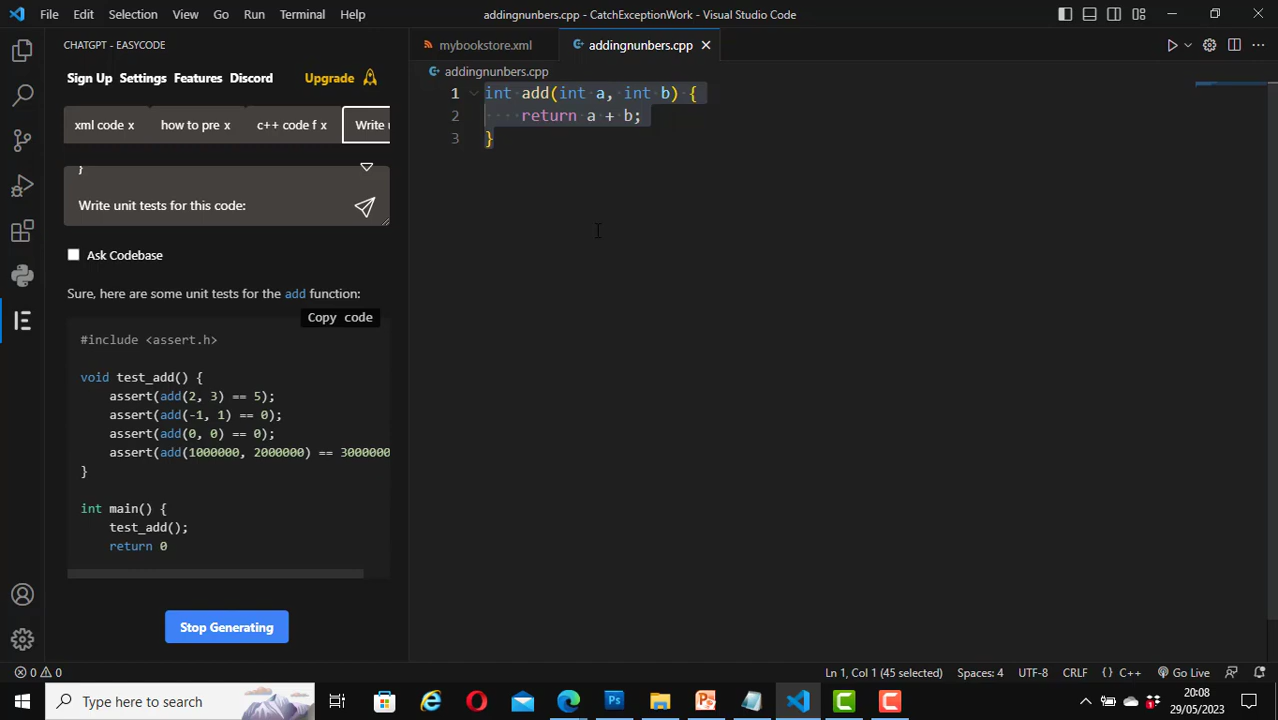 File Edit Selection View Go Run Terminal Help
addingnunbers.cpp - CatchExceptionWork - Visual Studio Code
CHATGPT - EASYCODE
Sign Up Settings Features Discord Upgrade
xml code x how to pre x c++ code f x Write u
}
Write unit tests for this code:
Ask Codebase
Sure, here are some unit tests for the add function:
Copy code
#include <assert.h>
void test_add() {
assert(add(2, 3) == 5);
assert(add(-1, 1) == 0);
assert(add(0, 0) == 0);
assert(add(1000000, 2000000) == 3000000
}
int main() {
test_add();
return 0
Stop Generating
mybookstore.xml addingnunbers.cpp
addingnunbers.cpp
1 int add(int a, int b) {
2 return a + b;
3 }
0 0
Ln 1, Col 1 (45 selected) Spaces: 4 UTF-8 CRLF { } C++ Go Live
Type here to search
Ps
1
20:08
29/05/2023